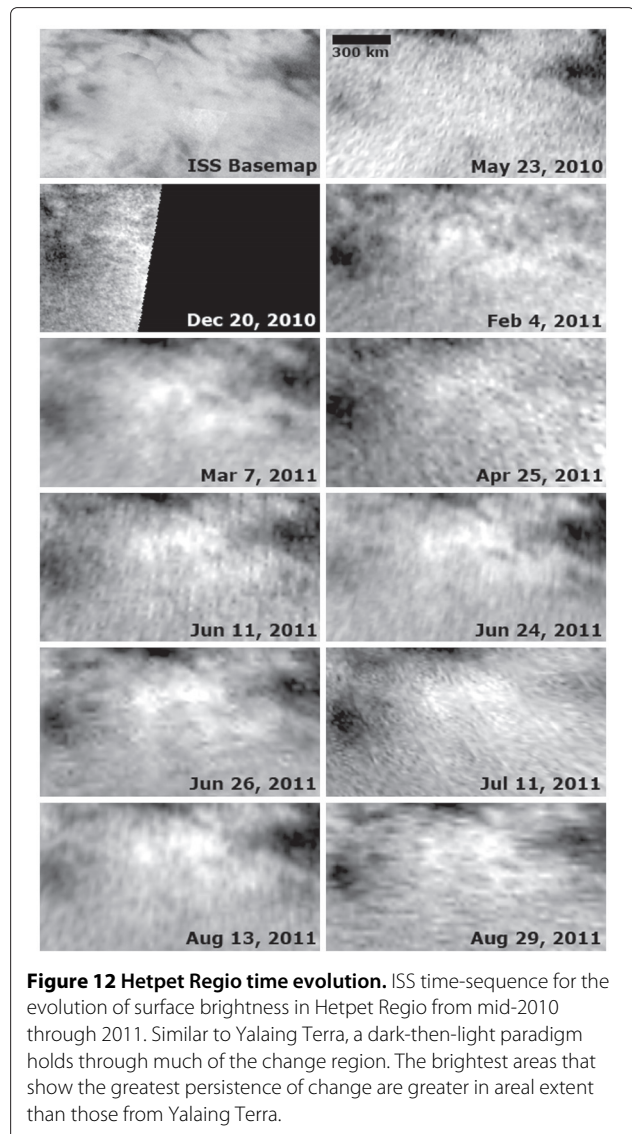 300 km
ISS Basemap
May 23, 2010
Dec 20, 2010
Feb 4, 2011
Mar 7, 2011
Apr 25, 2011
Jun 11, 2011
Jun 24, 2011
Jun 26, 2011
Jul 11, 2011
Aug 13, 2011
Aug 29, 2011
Figure 12 Hetpet Regio time evolution. ISS time-sequence for the
evolution of surface brightness in Hetpet Regio from mid-2010
through 2011. Similar to Yalaing Terra, a dark-then-light paradigm
holds through much of the change region. The brightest areas that
show the greatest persistence of change are greater in areal extent
than those from Yalaing Terra.